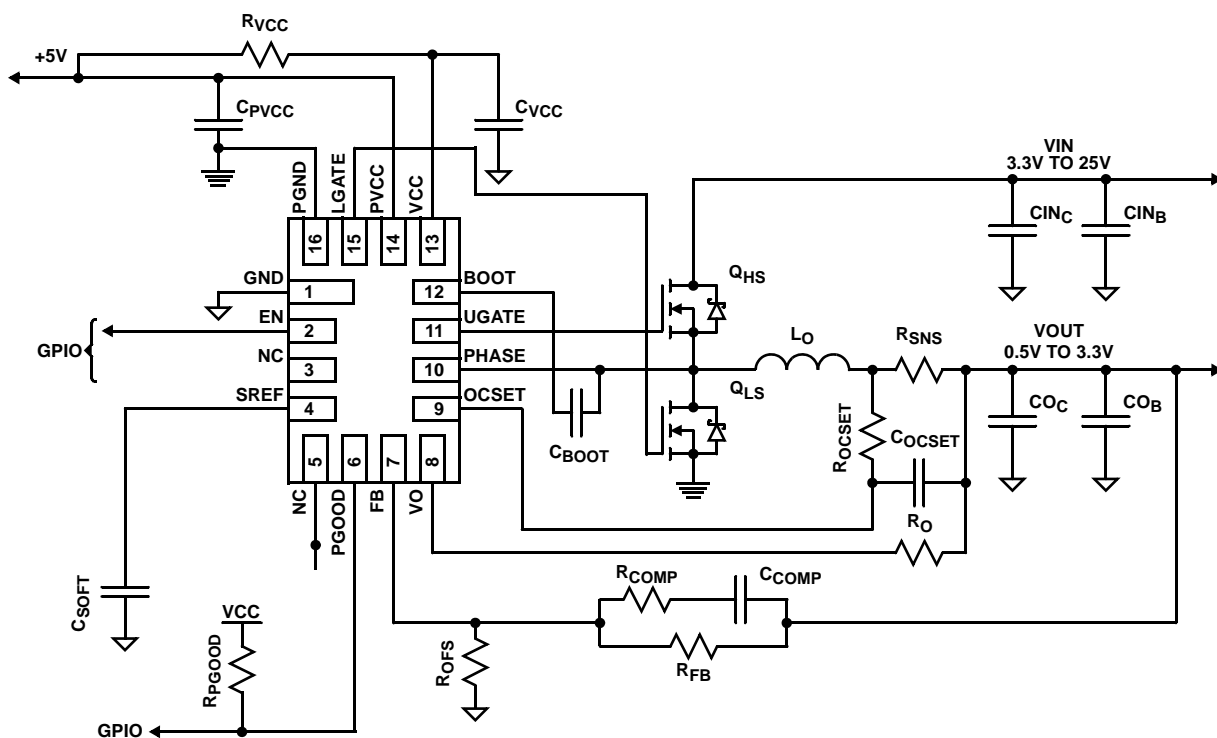 RVCC
+5V
CPVCC
CVCC
PGND
LGATE
PVCC
VCC
VIN
3.3V TO 25V
16
15
14
13
CINC
CINB
GND
1
12
BOOT
QHS
EN
2
11
UGATE
GPIO
NC
3
10
PHASE
LO
RSNS
VOUT
0.5V TO 3.3V
SREF
4
9
OCSET
QLS
COC
COB
CBOOT
ROCSET
COCSET
5
6
7
8
NC
PGOOD
FB
VO
RO
CSOFT
RCOMP
CCOMP
VCC
RPGOOD
ROFS
RFB
GPIO